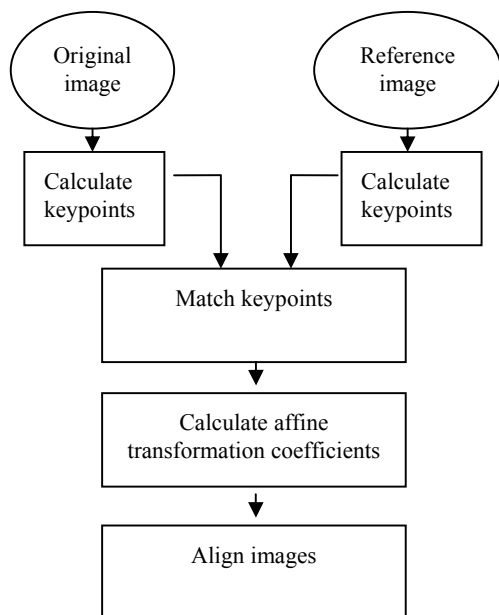 Original
image
Reference
image
Calculate
keypoints
Calculate
keypoints
Match keypoints
Calculate affine
transformation coefficients
Align images